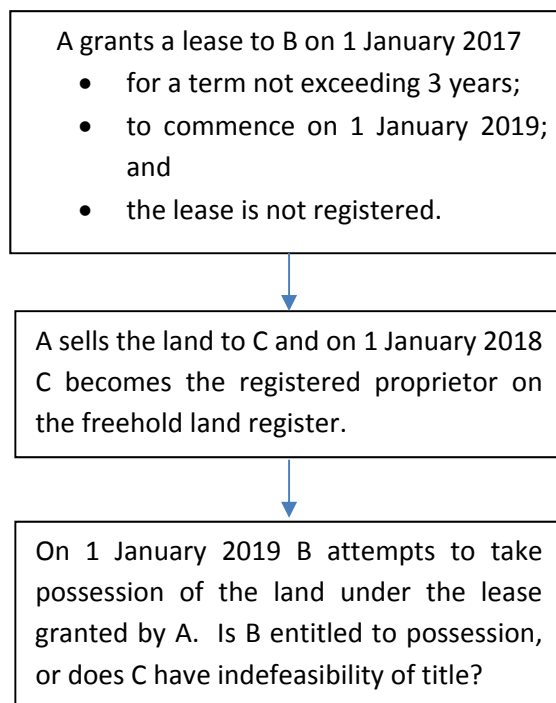 A grants a lease to B on 1 January 2017
• for a term not exceeding 3 years;
• to commence on 1 January 2019;
and
• the lease is not registered.
A sells the land to C and on 1 January 2018
C becomes the registered proprietor on
the freehold land register.
On 1 January 2019 B attempts to take
possession of the land under the lease
granted by A. Is B entitled to possession,
or does C have indefeasibility of title?